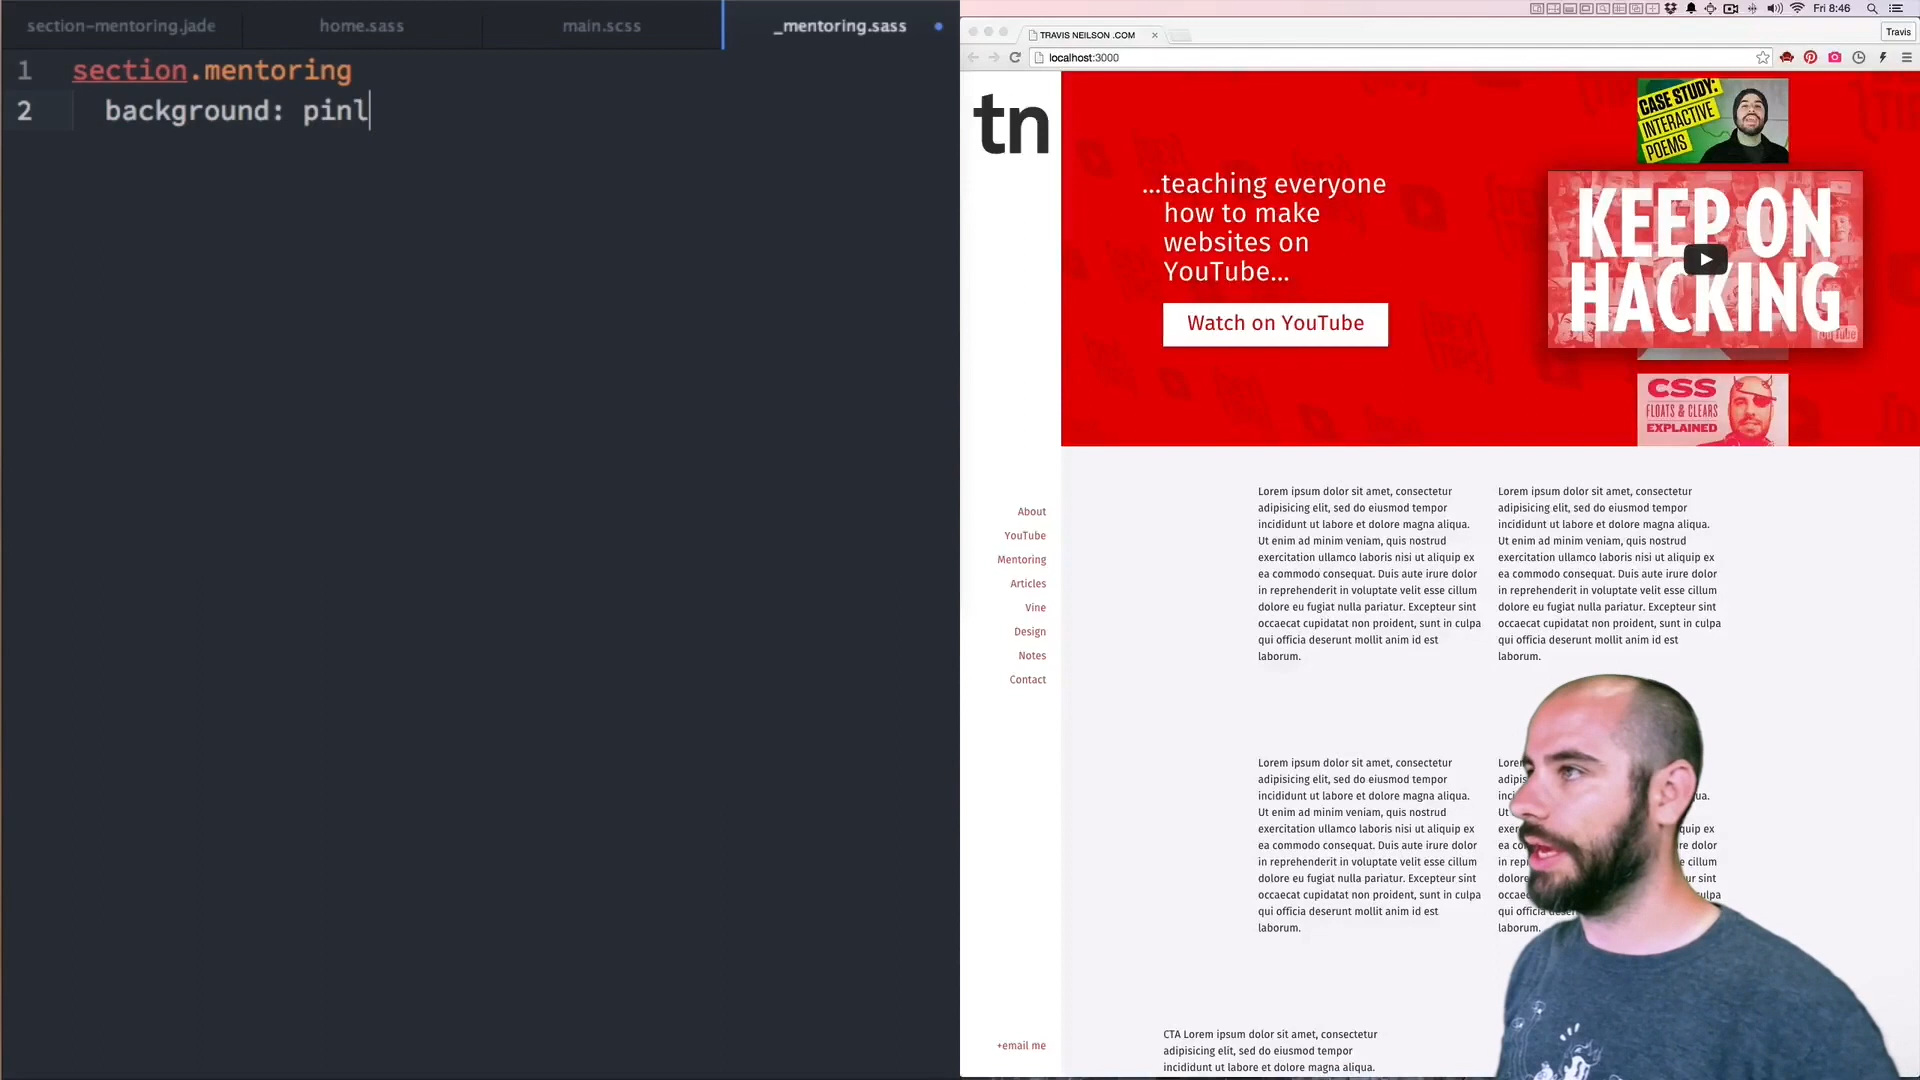 section-mentoring.jade
home.sass
main.scss
_mentoring.sass
1 section.mentoring
2 background: pinl
Fri 8:46
TRAVIS NEILSON .COM
Travis
localhost:3000
tn
...teaching everyone
how to make
websites on
YouTube...
Watch on YouTube
CASE STUDY:
INTERACTIVE
POEMS
KEEP ON
HACKING
YouTube
CSS
FLOATS & CLEARS
EXPLAINED
About
YouTube
Mentoring
Articles
Vine
Design
Notes
Contact
+email me
Lorem ipsum dolor sit amet, consectetur
adipisicing elit, sed do eiusmod tempor
incididunt ut labore et dolore magna aliqua.
Ut enim ad minim veniam, quis nostrud
exercitation ullamco laboris nisi ut aliquip ex
ea commodo consequat. Duis aute irure dolor
in reprehenderit in voluptate velit esse cillum
dolore eu fugiat nulla pariatur. Excepteur sint
occaecat cupidatat non proident, sunt in culpa
qui officia deserunt mollit anim id est
laborum.
Lorem ipsum dolor sit amet, consectetur
adipisicing elit, sed do eiusmod tempor
incididunt ut labore et dolore magna aliqua.
Ut enim ad minim veniam, quis nostrud
exercitation ullamco laboris nisi ut aliquip ex
ea commodo consequat. Duis aute irure dolor
in reprehenderit in voluptate velit esse cillum
dolore eu fugiat nulla pariatur. Excepteur sint
occaecat cupidatat non proident, sunt in culpa
qui officia deserunt mollit anim id est
laborum.
Lorem ipsum dolor sit amet, consectetur
adipisicing elit, sed do eiusmod tempor
incididunt ut labore et dolore magna aliqua.
Ut enim ad minim veniam, quis nostrud
exercitation ullamco laboris nisi ut aliquip ex
ea commodo consequat. Duis aute irure dolor
in reprehenderit in voluptate velit esse cillum
dolore eu fugiat nulla pariatur. Excepteur sint
occaecat cupidatat non proident, sunt in culpa
qui officia deserunt mollit anim id est
laborum.
Ut
dolor
cillum
sint
culpa
qui officia
laborum.
CTA Lorem ipsum dolor sit amet, consectetur
adipisicing elit, sed do eiusmod tempor
incididunt ut labore et dolore magna aliqua.